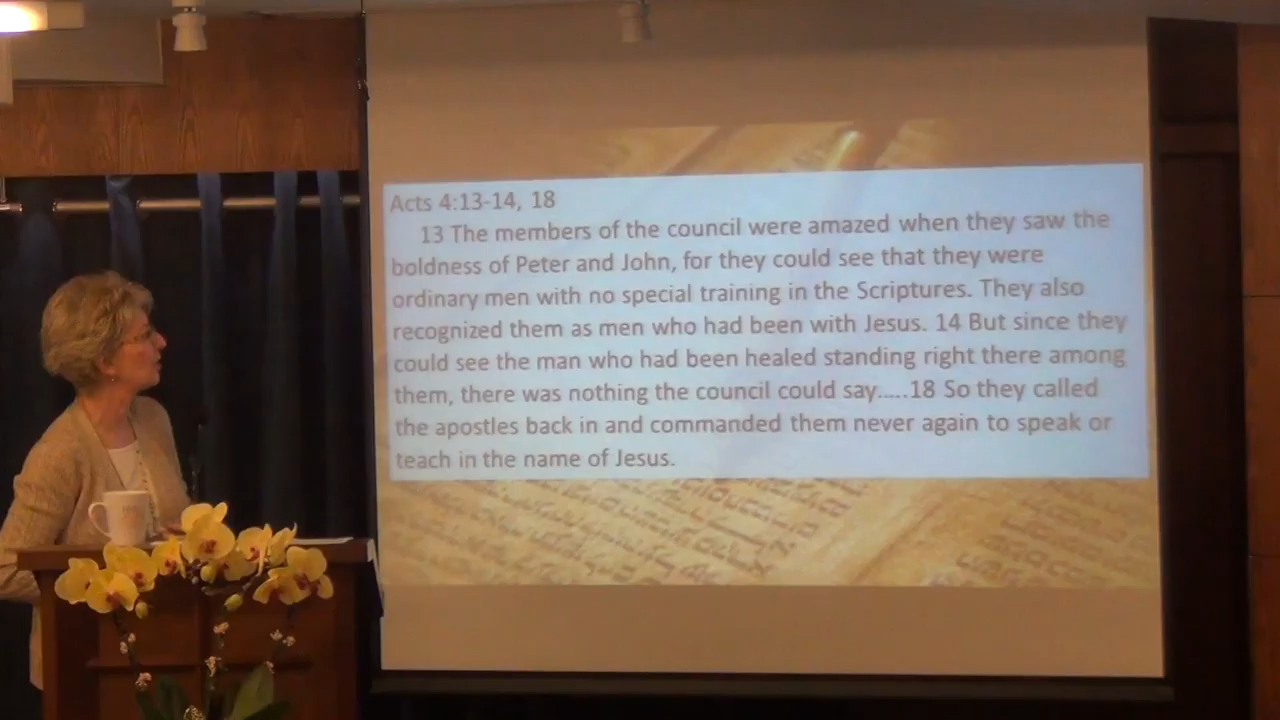 Acts 4:13-14, 18
13 The members of the council were amazed when they saw the
boldness of Peter and John, for they could see that they were
ordinary men with no special training in the Scriptures. They also
recognized them as men who had been with Jesus. 14 But since they
could see the man who had been healed standing right there among
them, there was nothing the council could say.....18 So they called
the apostles back in and commanded them never again to speak or
teach in the name of Jesus.